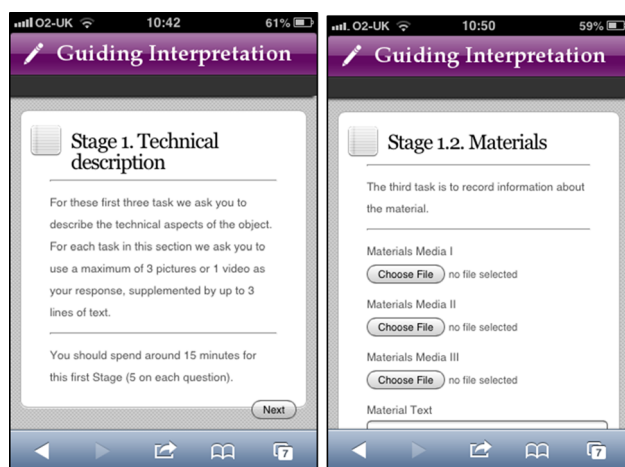 O2-UK 10:42 61%
Guiding Interpretation
Stage 1. Technical
description
For these first three task we ask you to
describe the technical aspects of the object.
For each task in this section we ask you to
use a maximum of 3 pictures or 1 video as
your response, supplemented by up to 3
lines of text.
You should spend around 15 minutes for
this first Stage (5 on each question).
Next
7
O2-UK 10:50 59%
Guiding Interpretation
Stage 1.2. Materials
The third task is to record information about
the material.
Materials Media I
Choose File no file selected
Materials Media II
Choose File no file selected
Materials Media III
Choose File no file selected
Material Text
7